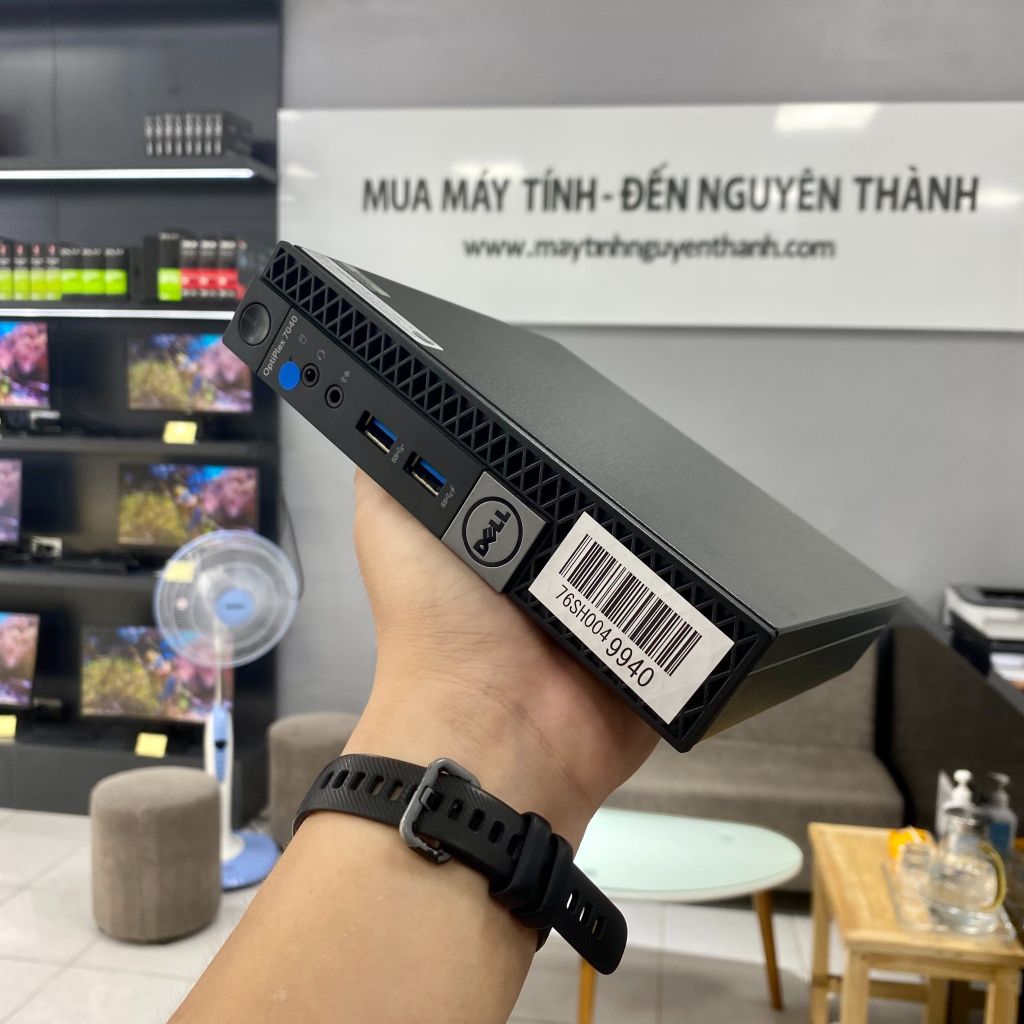 MUA MÁY TÍNH - ĐẾN NGUYÊN THÀNH
www.maytinhnguyenthanh.com
OptiPlex 7040
DELL
76SH0049940